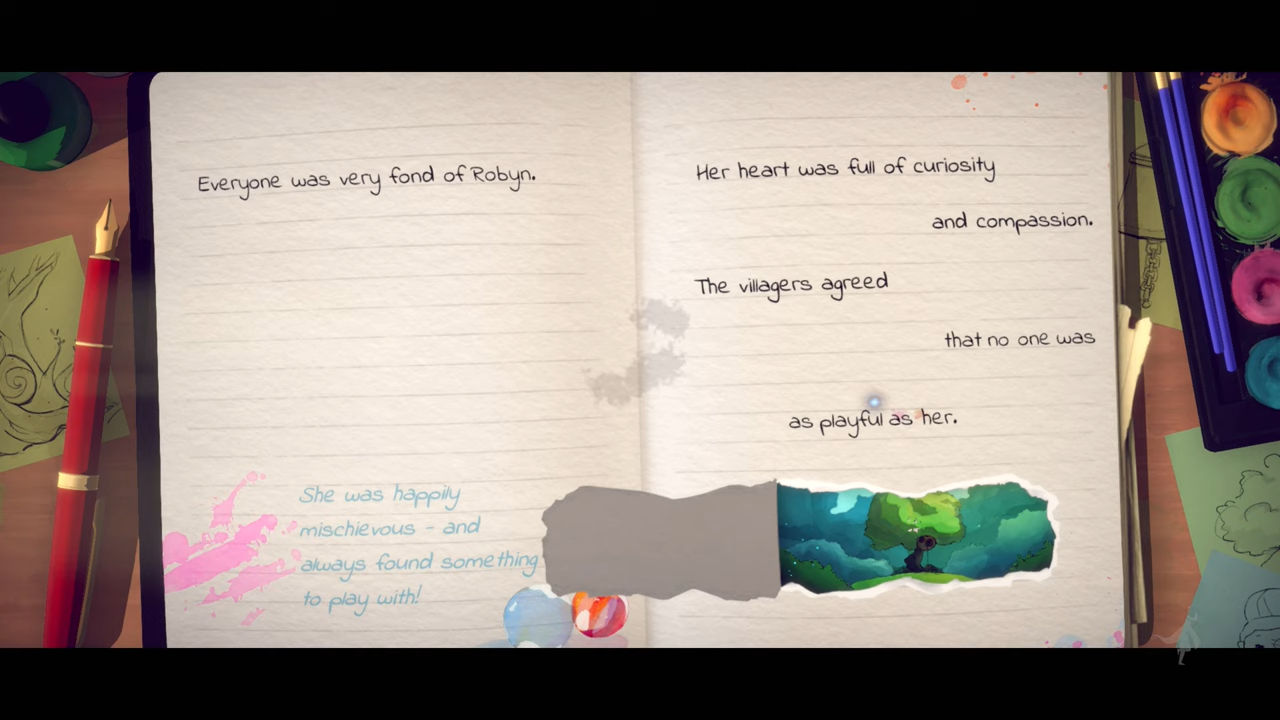 Everyone was very fond of Robyn.
She was happily
mischievous - and
always found something
to play with!
Her heart was full of curiosity
and compassion.
The villagers agreed
that no one was
as playful as her.